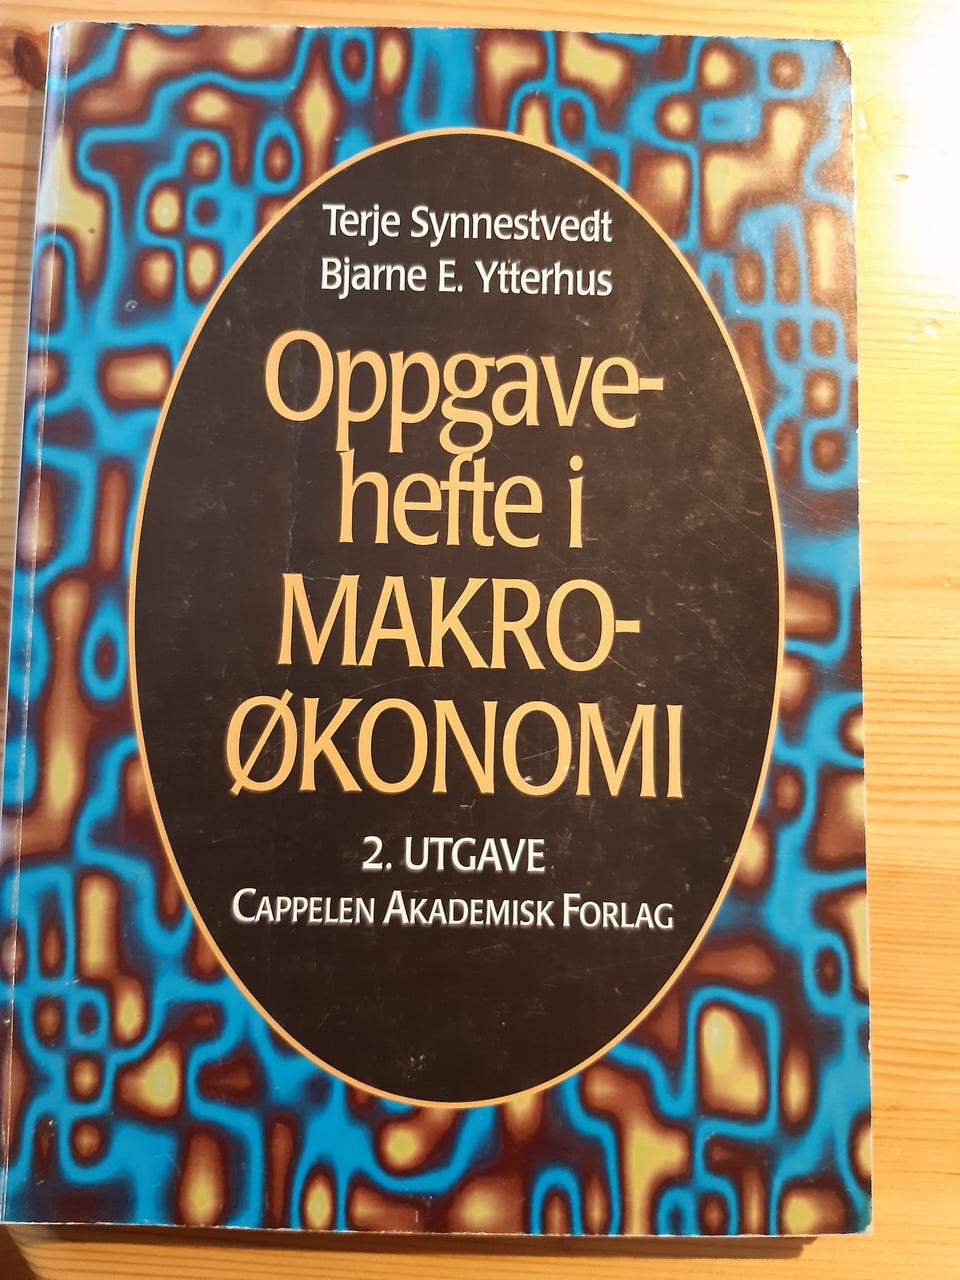 Terje Synnestvedt
Bjarne E. Ytterhus
Oppgave-
hefte i
MAKRO-
ØKONOMI
2. UTGAVE
CAPPELEN AKADEMISK FORLAG